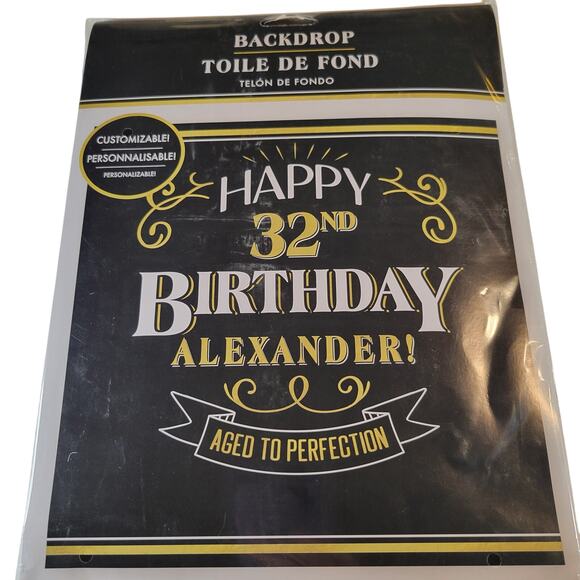 BACKDROP
TOILE DE FOND
TELÓN DE FONDO
CUSTOMIZABLE!
PERSONNALISABLE!
PERSONALIZABLE!
HAPPY
32ND
BIRTHDAY
ALEXANDER!
AGED TO PERFECTION